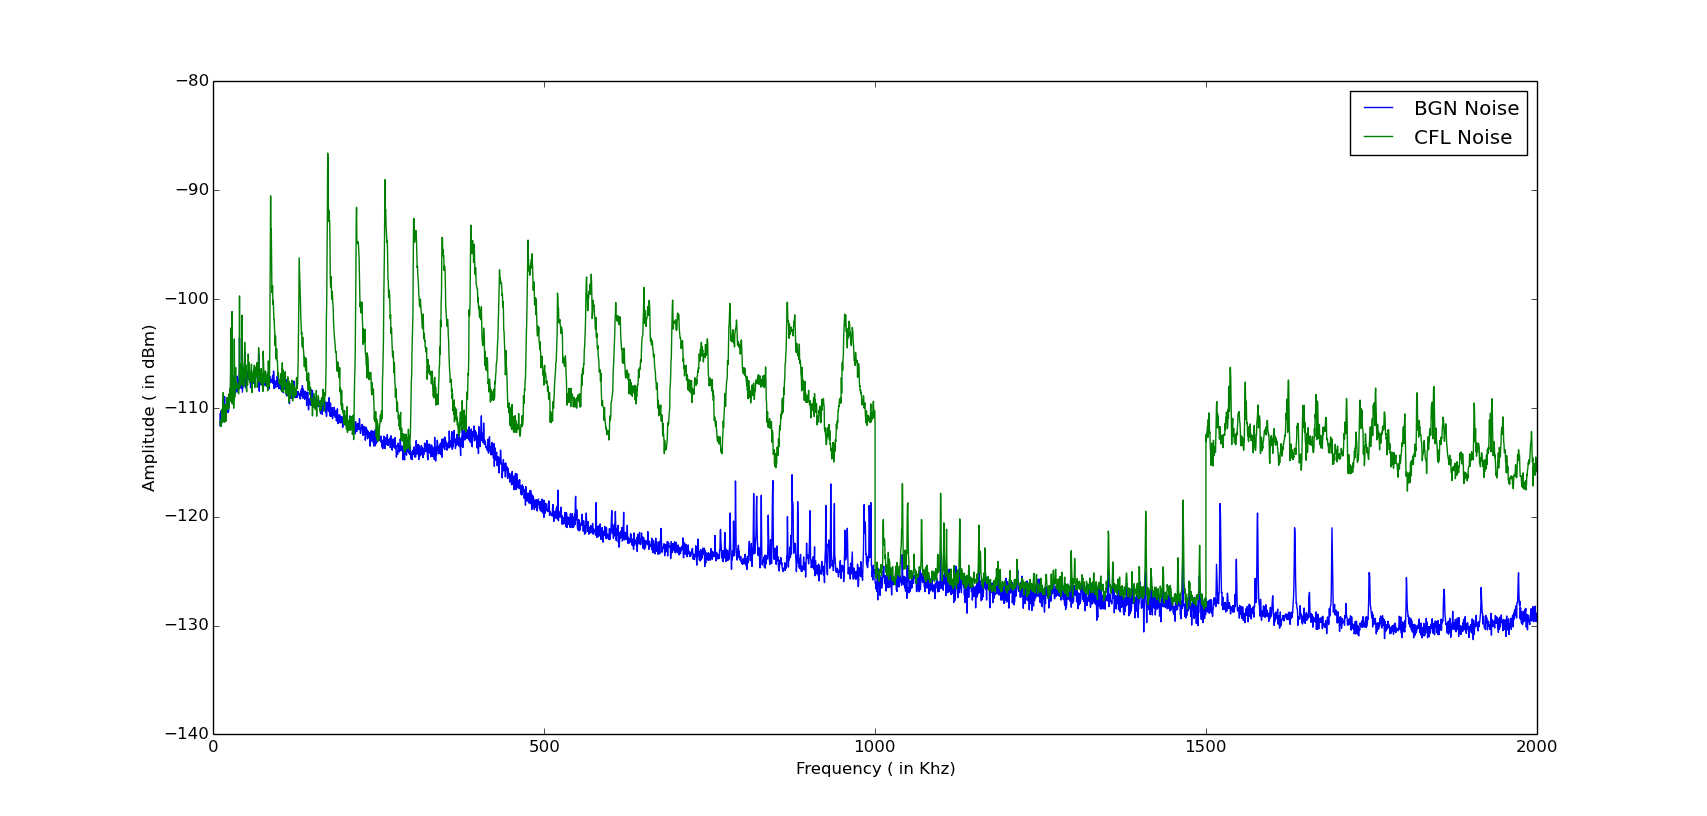 −80
−90
−100
−110
−120
−130
−140
Amplitude ( in dBm)
BGN Noise
CFL Noise
0 500 1000 1500 2000
Frequency ( in Khz)